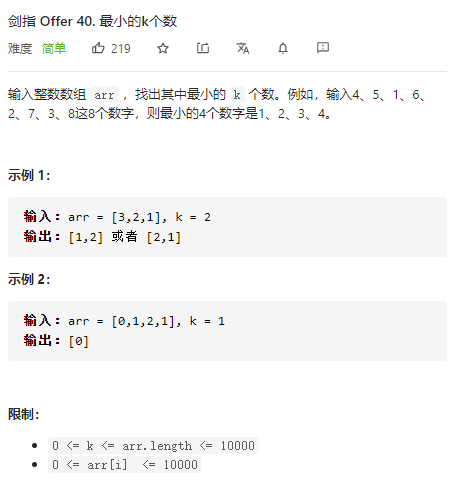 剑指 Offer 40. 最小的k个数
难度 简单 219
输入整数数组 arr ，找出其中最小的 k 个数。例如，输入4、5、1、6、
2、7、3、8这8个数字，则最小的4个数字是1、2、3、4。
示例 1：
输入：arr = [3,2,1], k = 2
输出：[1,2] 或者 [2,1]
示例 2：
输入：arr = [0,1,2,1], k = 1
输出：[0]
限制：
0 <= k <= arr.length <= 10000
0 <= arr[i] <= 10000